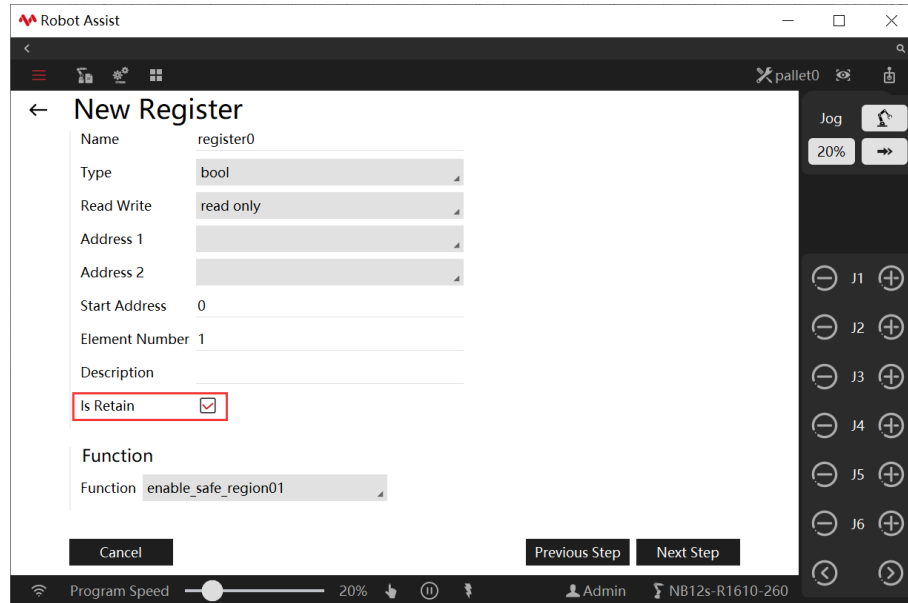 Robot Assist
pallet0
New Register
Name register0
Type bool
Read Write read only
Address 1
Address 2
Start Address 0
Element Number 1
Description
Is Retain
Function
Function enable_safe_region01
Cancel Previous Step Next Step
Jog
20%
J1
J2
J3
J4
J5
J6
Program Speed 20% Admin NB12s-R1610-260